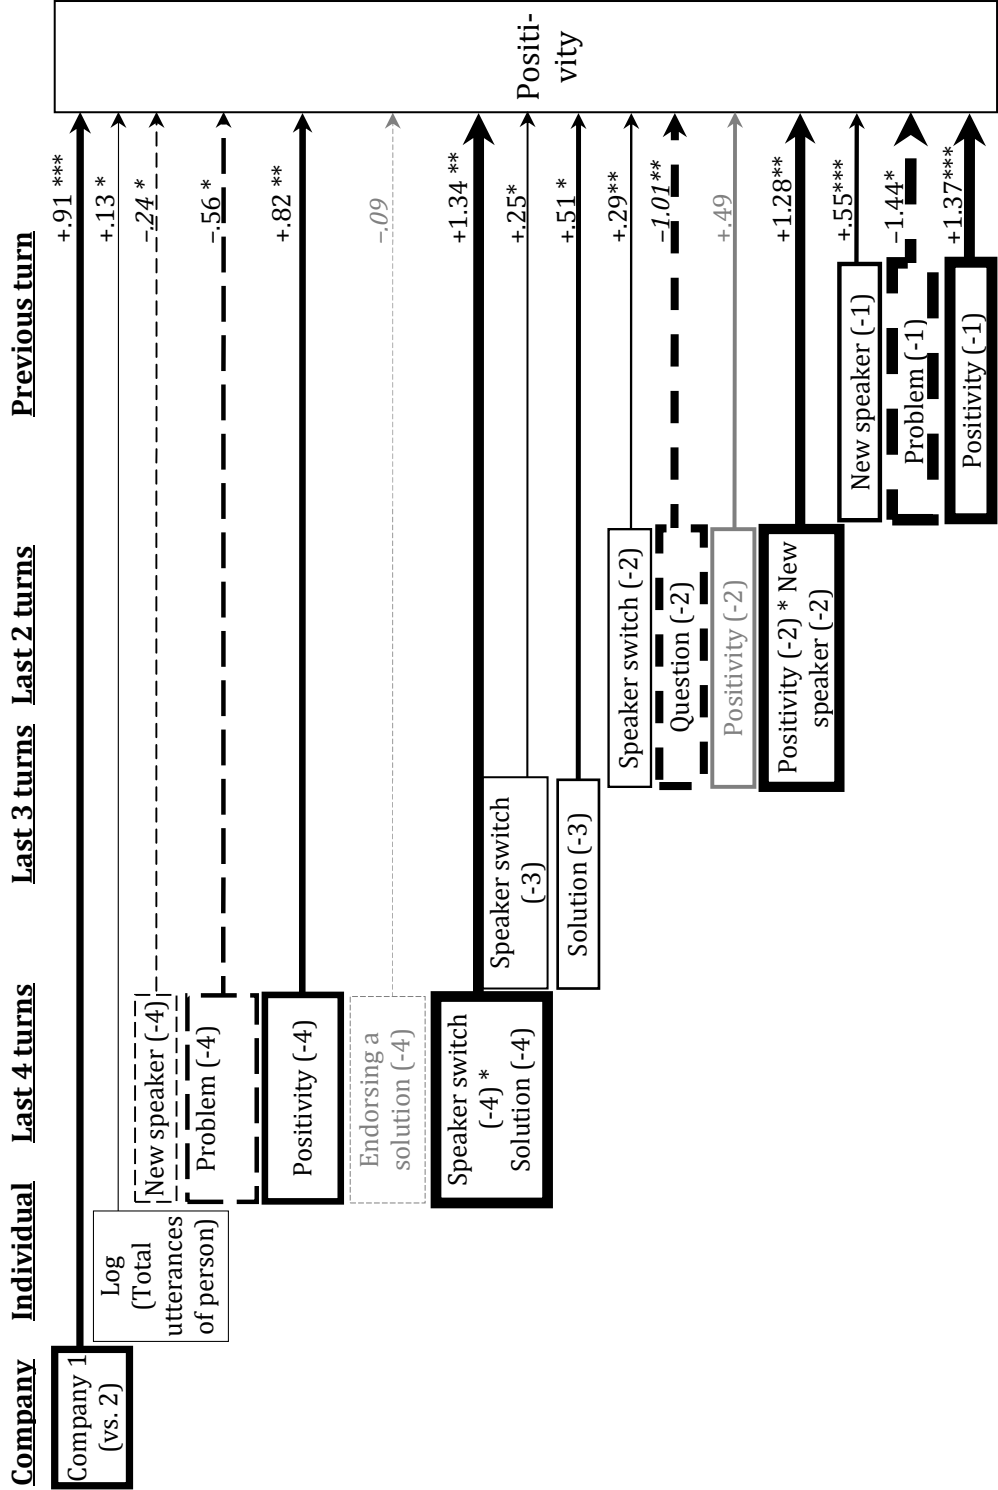 Company Individual Last 4 turns Last 3 turns Last 2 turns Previous turn
Company 1
(vs. 2)
+.91 ***
Log
(Total
utterances
of person)
+.13 *
New speaker (-4)
–.24 *
Problem (-4)
–.56 *
Positivity (-4)
+.82 **
Endorsing a
solution (-4)
–.09
Speaker switch
(-4) *
Solution (-4)
+1.34 **
Speaker switch
(-3)
+.25*
Solution (-3)
+.51 *
Speaker switch (-2)
+.29**
Question (-2)
–1.01**
Positivity (-2)
+.49
Positivity (-2) * New
speaker (-2)
+1.28**
New speaker (-1)
+.55***
Problem (-1)
–1.44*
Positivity (-1)
+1.37***
Positi-
vity